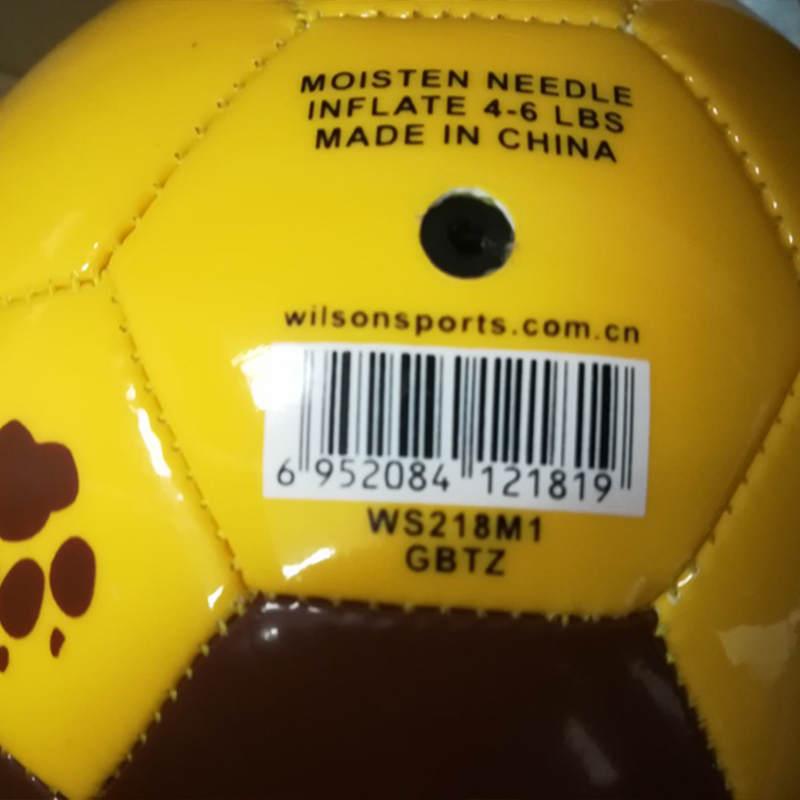 MOISTEN NEEDLE
INFLATE 4-6 LBS
MADE IN CHINA
wilsonsports.com.cn
6 952084 121819
WS218M1
GBTZ